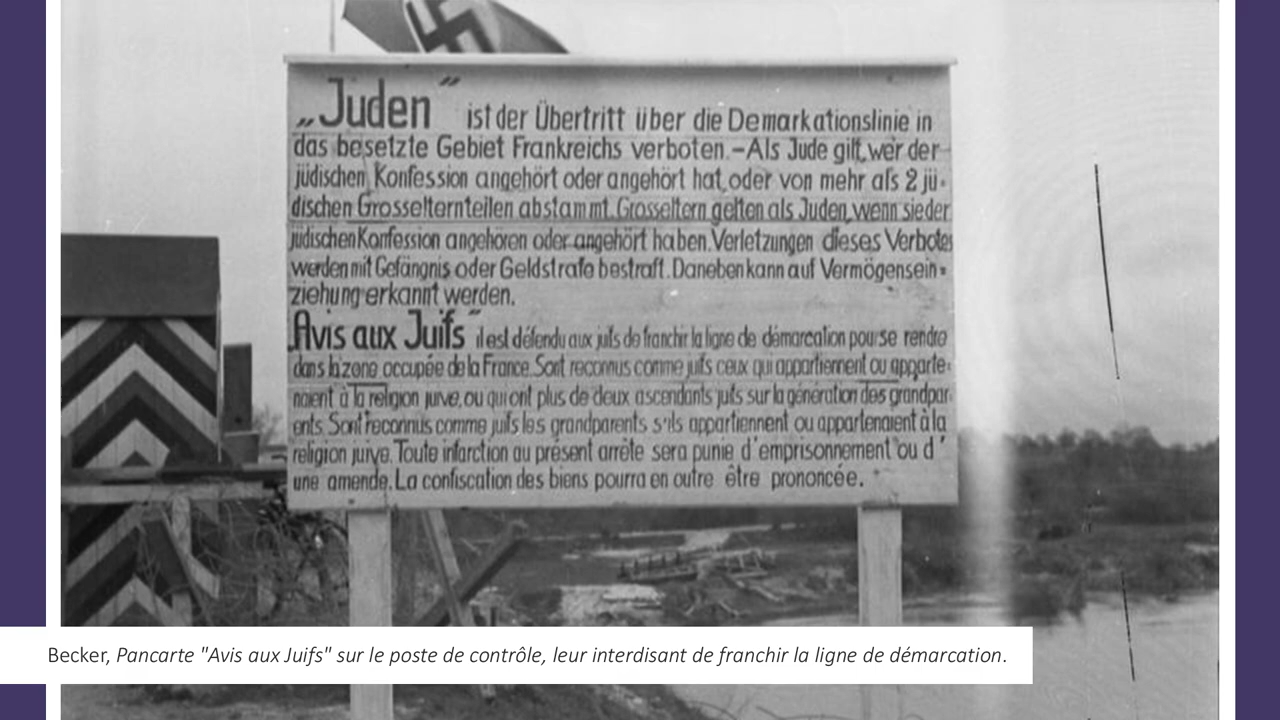 „Juden“ ist der Übertritt über die Demarkationslinie in
das besetzte Gebiet Frankreichs verboten.–Als Jude gilt, wer der
jüdischen Konfession angehört oder angehört hat, oder von mehr als 2 jü-
dischen Grosselternteilen abstammt. Grosseltern gelten als Juden, wenn sie der
jüdischen Konfession angehören oder angehört haben. Verletzungen dieses Verbotes
werden mit Gefängnis oder Geldstrafe bestraft. Daneben kann auf Vermögensein=
ziehung erkannt werden.
"Avis aux Juifs" il est défendu aux juifs de franchir la ligne de démarcation pour se rendre
dans la zone occupée de la France. Sont reconnus comme juifs ceux qui appartiennent ou apparte-
naient à la religion juive, ou qui ont plus de deux ascendants juifs sur la génération des grandpar-
ents. Sont reconnus comme juifs les grandparents s'ils appartiennent ou appartenaient à la
religion juive. Toute infarction au présent arrête sera punie d'emprisonnement ou d'
une amende. La confiscation des biens pourra en outre être prononcée.
Becker, Pancarte "Avis aux Juifs" sur le poste de contrôle, leur interdisant de franchir la ligne de démarcation.